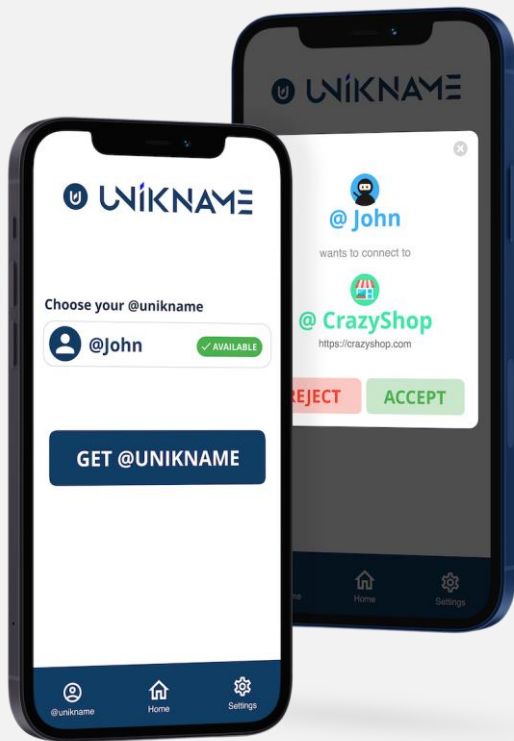 UNIKNAME
Choose your @unikname
@John
AVAILABLE
GET @UNIKNAME
@unikname
Home
Settings
UNIKNAME
@ John
wants to connect to
@ CrazyShop
https://crazyshop.com
REJECT
ACCEPT
Home
Settings